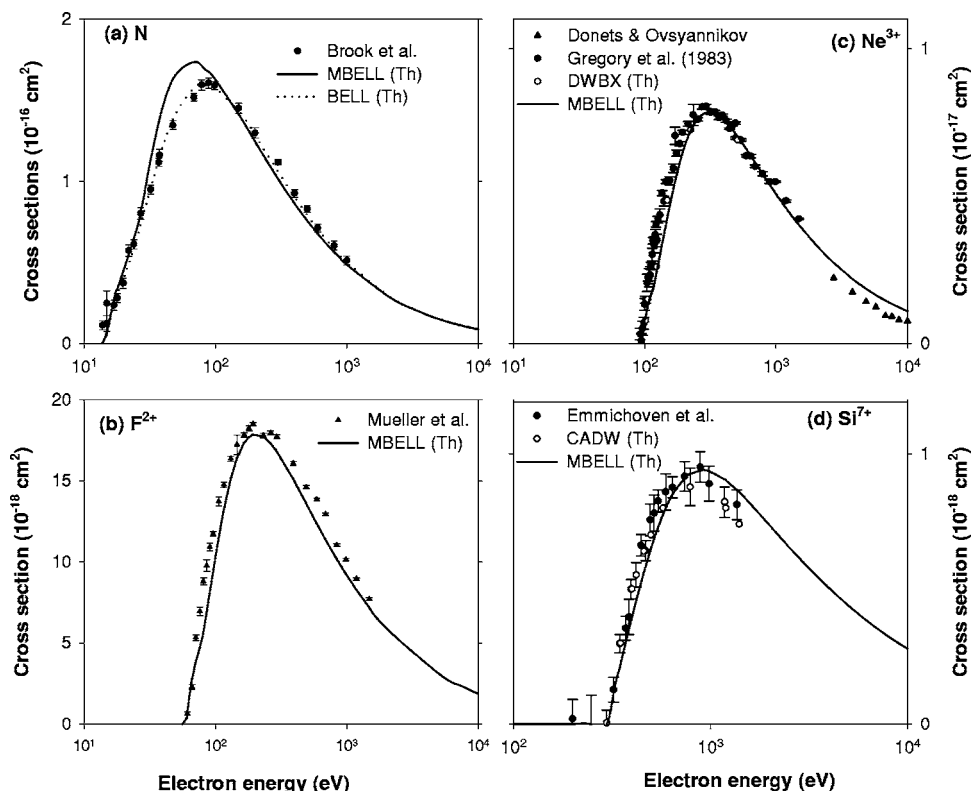 (a) N
Brook et al.
MBELL (Th)
BELL (Th)
Cross sections (10⁻¹⁶ cm²)
2
1
0
10¹
10²
10³
10⁴
(c) Ne³⁺
Donets & Ovsyannikov
Gregory et al. (1983)
DWBX (Th)
MBELL (Th)
Cross section (10⁻¹⁷ cm²)
1
0
10¹
10²
10³
10⁴
(b) F²⁺
Mueller et al.
MBELL (Th)
Cross section (10⁻¹⁸ cm²)
20
15
10
5
0
10¹
10²
10³
10⁴
Electron energy (eV)
(d) Si⁷⁺
Emmichoven et al.
CADW (Th)
MBELL (Th)
Cross section (10⁻¹⁸ cm²)
1
0
10²
10³
10⁴
Electron energy (eV)